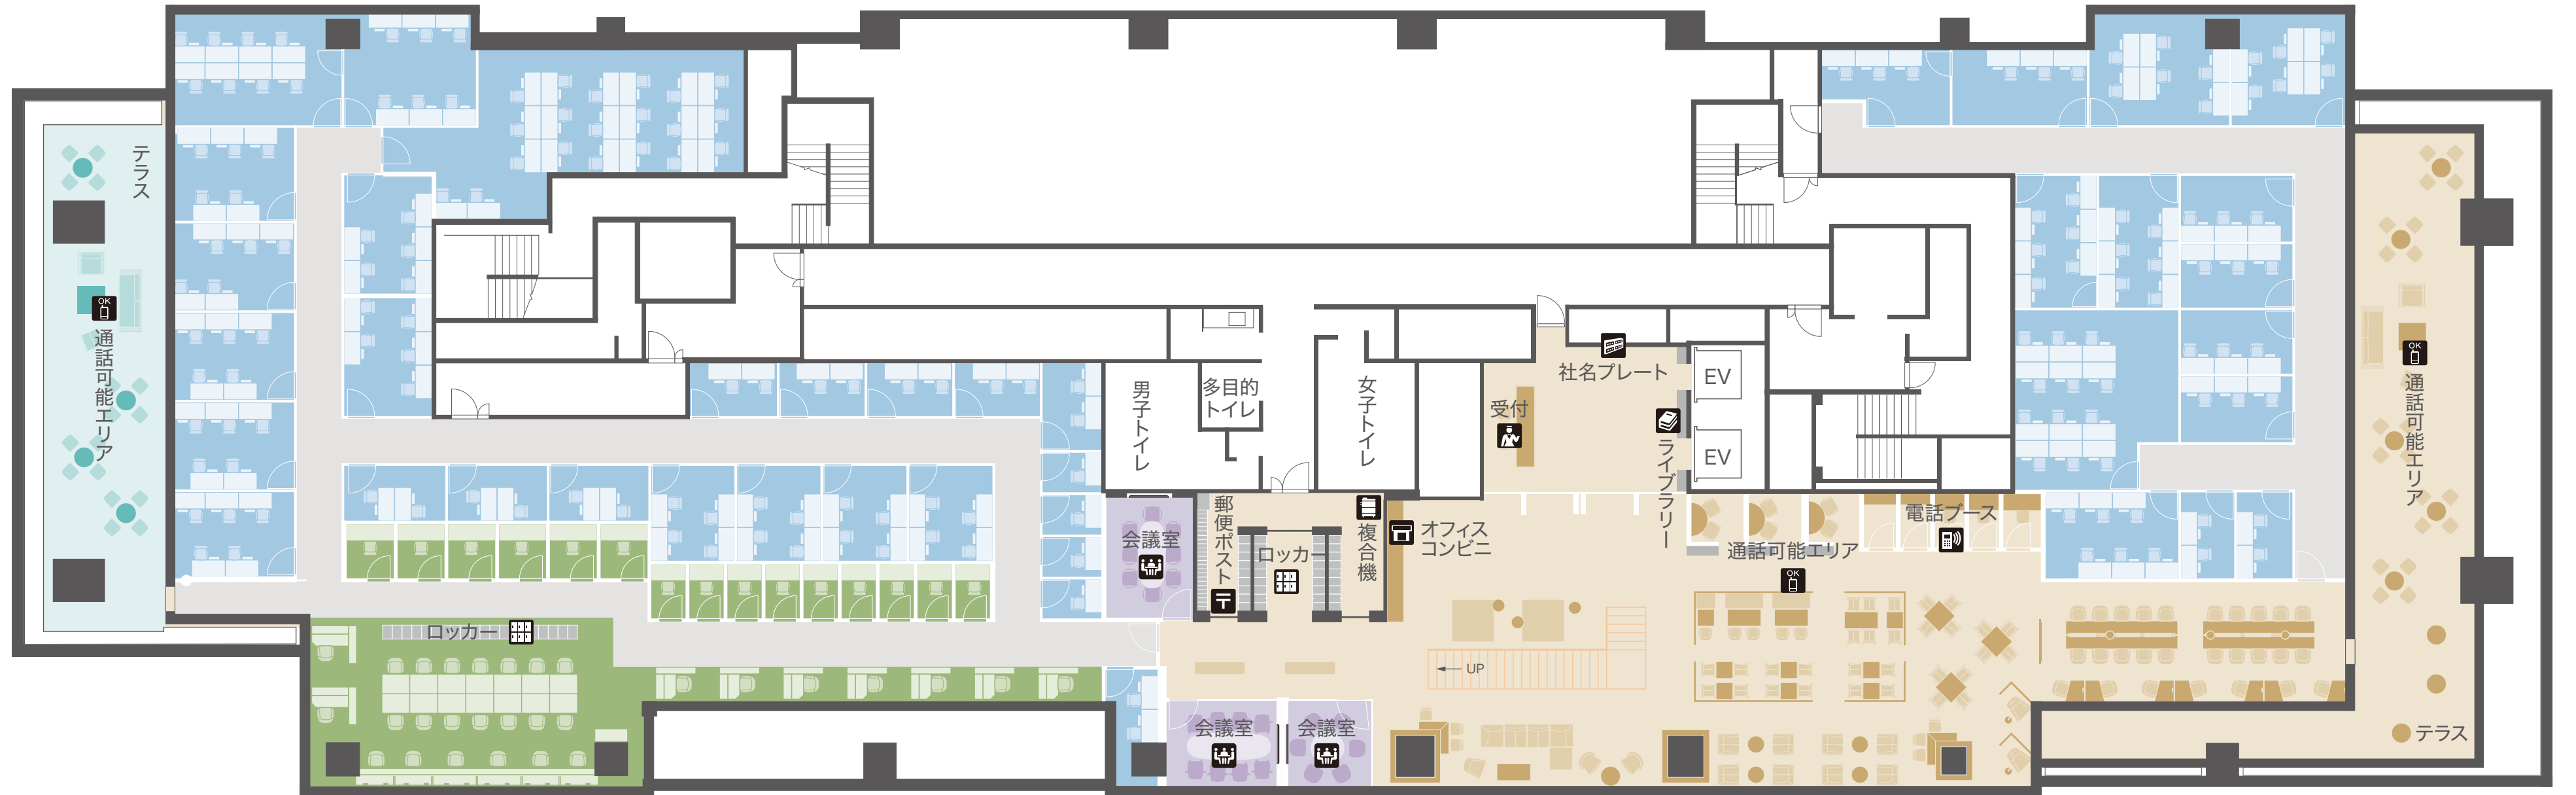 テラス
OK
通話可能エリア
ロッカー
男子トイレ
多目的
トイレ
女子トイレ
会議室
郵便ポスト
〒
ロッカー
複合機
オフィス
コンビニ
受付
社名プレート
EV
EV
ライブラリー
通話可能エリア
OK
電話ブース
UP
会議室
会議室
OK
通話可能エリア
テラス